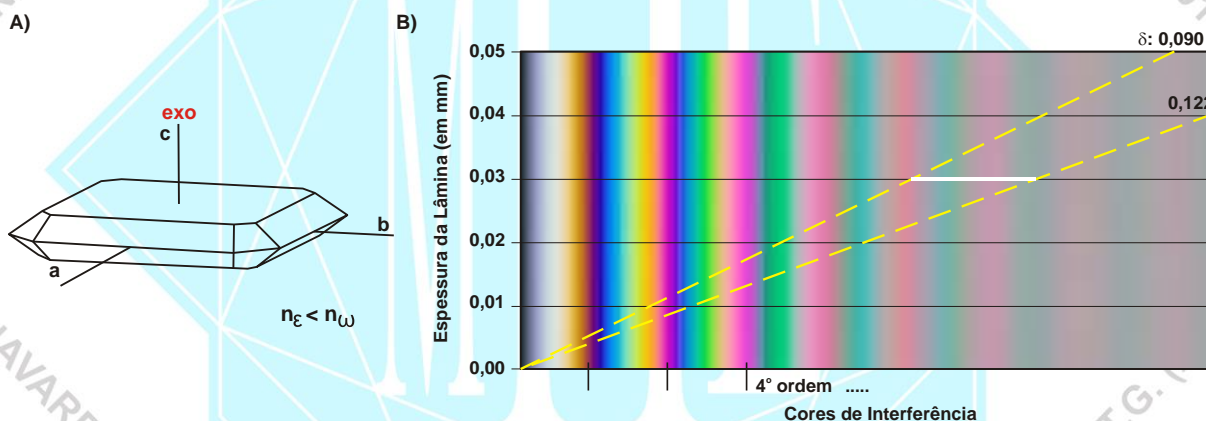 A)
exo
c
b
a
nε < nω
B)
Espessura da Lâmina (em mm)
0,05
0,04
0,03
0,02
0,01
0,00
δ: 0,090
0,122
4° ordem .....
Cores de Interferência
NAVARR
T.G. (